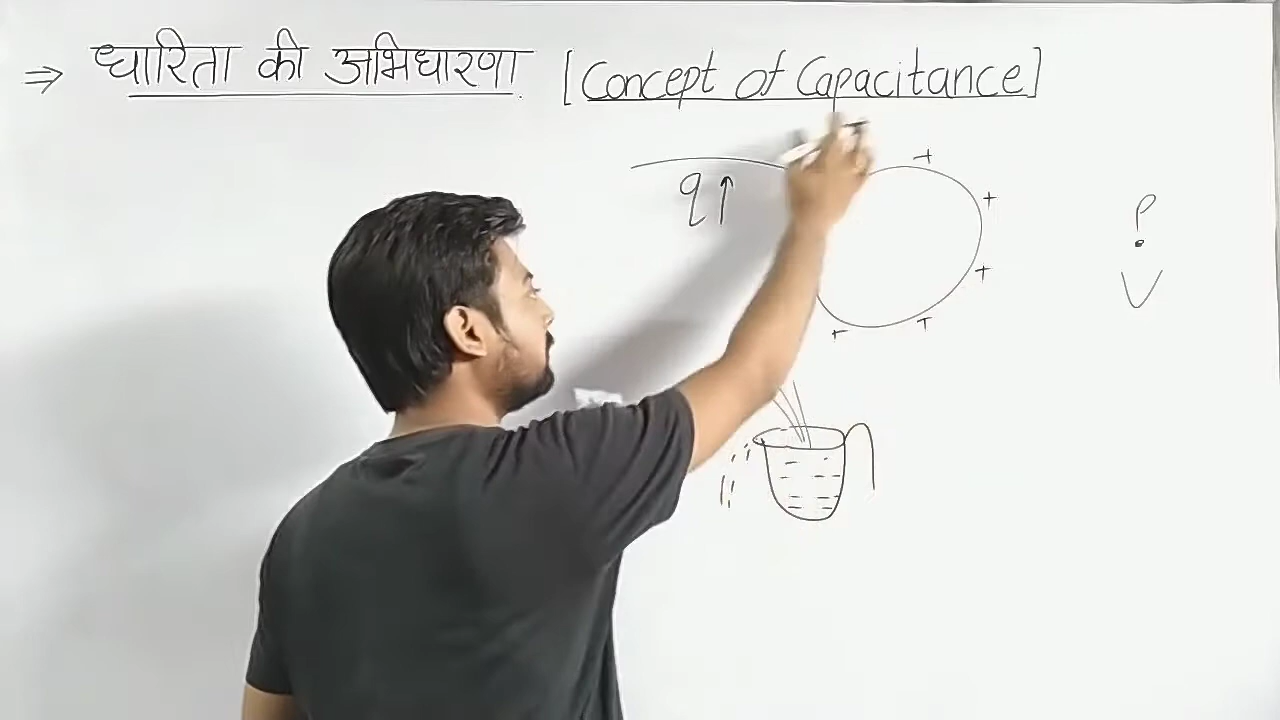 ⇒ धारिता की अभिधारणा [Concept of Capacitance]
q↑
+ + + + +
?
V